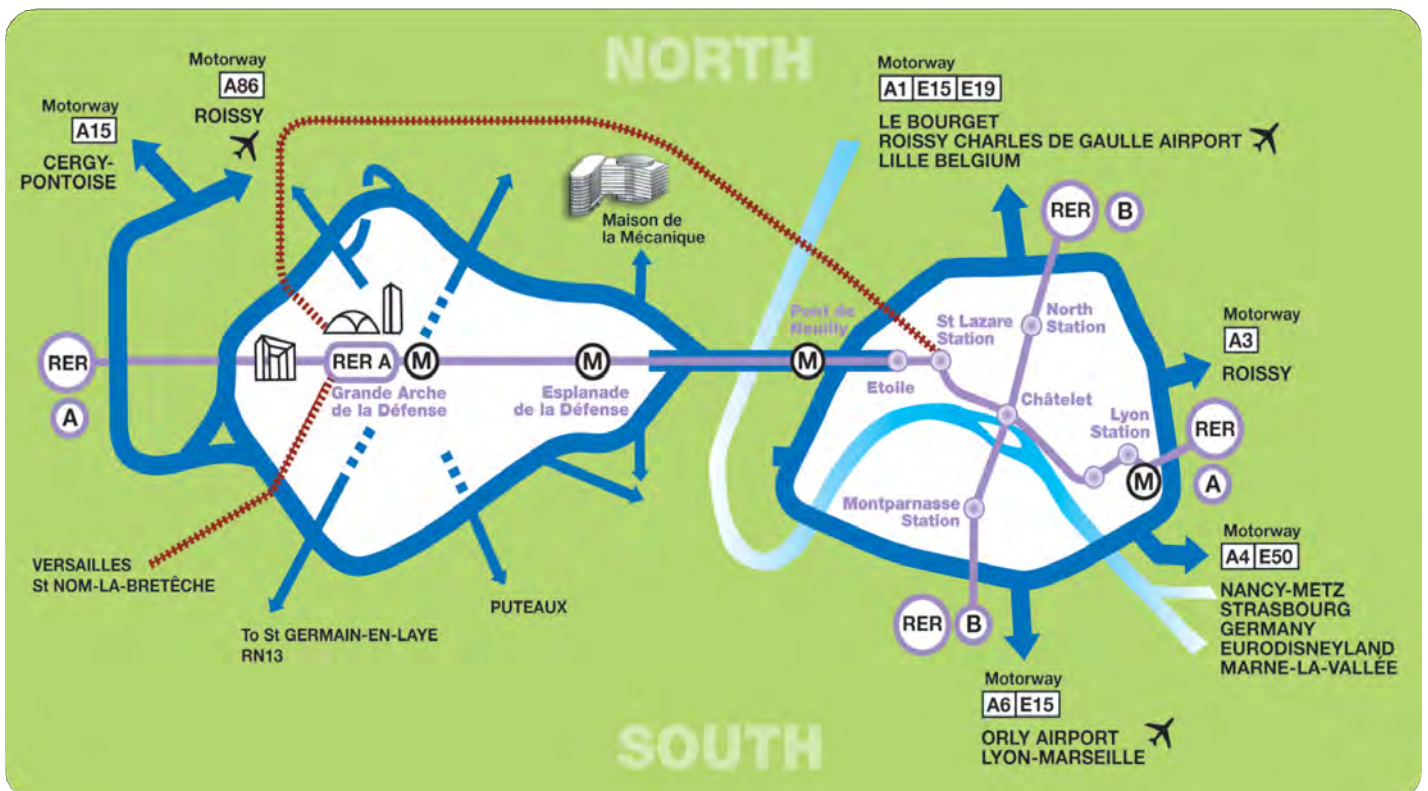 NORTH
Motorway
A86
ROISSY
Motorway
A15
CERGY-
PONTOISE
Motorway
A1 E15 E19
LE BOURGET
ROISSY CHARLES DE GAULLE AIRPORT
LILLE BELGIUM
RER B
Maison de
la Mécanique
Pont de
Neuilly
St Lazare
Station
North
Station
Motorway
A3
ROISSY
RER
A
RER A
M
M
M
Grande Arche
de la Défense
Esplanade
de la Défense
Etoile
Châtelet
Lyon
Station
M
RER
A
Montparnasse
Station
Motorway
A4 E50
NANCY-METZ
STRASBOURG
GERMANY
EURODISNEYLAND
MARNE-LA-VALLÉE
VERSAILLES
St NOM-LA-BRETÊCHE
PUTEAUX
To St GERMAIN-EN-LAYE
RN13
RER B
Motorway
A6 E15
ORLY AIRPORT
LYON-MARSEILLE
SOUTH